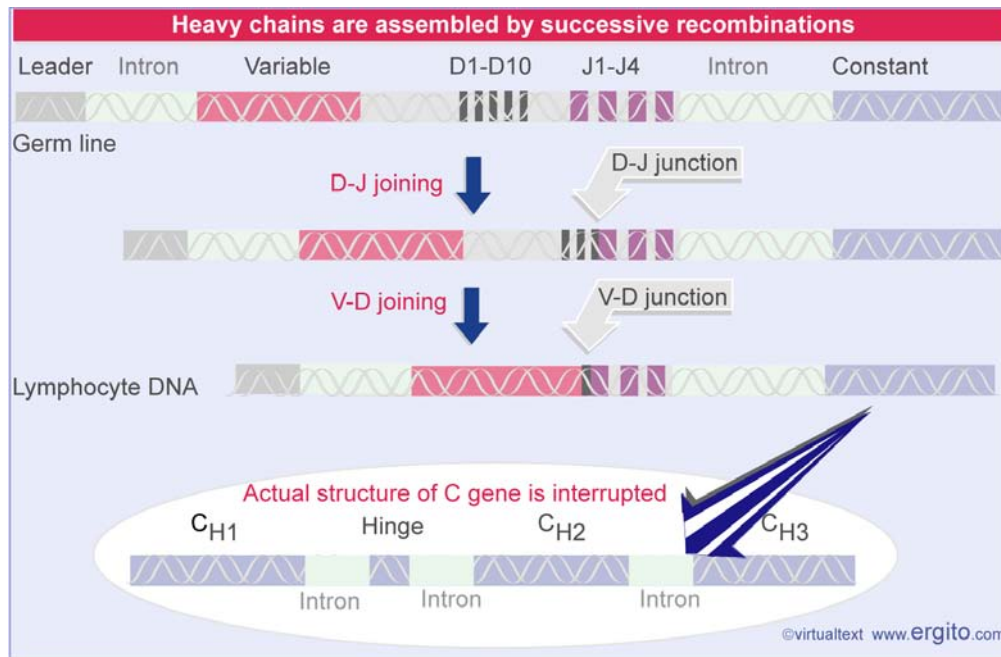 Heavy chains are assembled by successive recombinations
Leader Intron Variable D1-D10 J1-J4 Intron Constant
Germ line
D-J joining
D-J junction
V-D joining
V-D junction
Lymphocyte DNA
Actual structure of C gene is interrupted
CH1 Hinge CH2 CH3
Intron Intron Intron
©virtualtext www.ergito.com